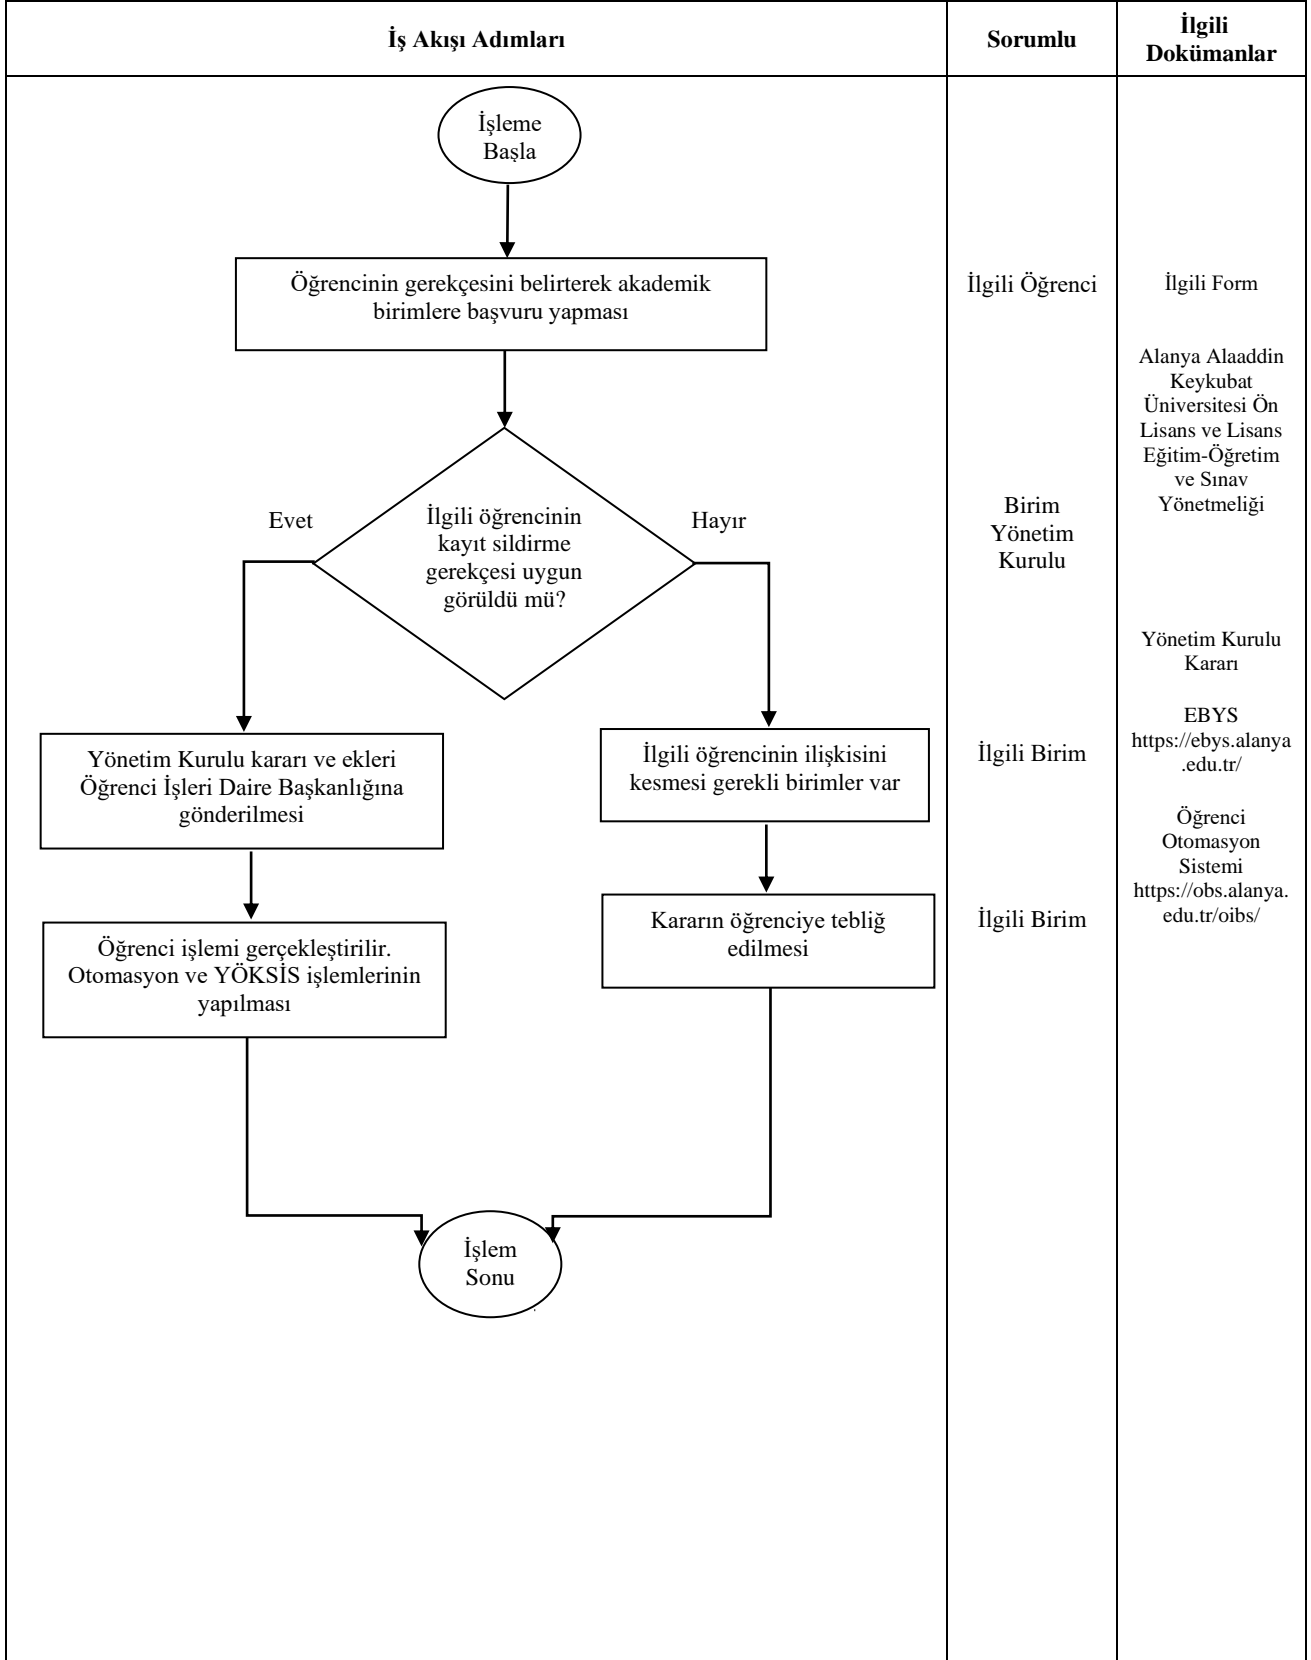 İş Akışı Adımları
Sorumlu
İlgili
Dokümanlar
İşleme
Başla
Öğrencinin gerekçesini belirterek akademik
birimlere başvuru yapması
İlgili Öğrenci
İlgili Form
Alanya Alaaddin
Keykubat
Üniversitesi Ön
Lisans ve Lisans
Eğitim-Öğretim
ve Sınav
Yönetmeliği
Evet
İlgili öğrencinin
kayıt sildirme
gerekçesi uygun
görüldü mü?
Hayır
Birim
Yönetim
Kurulu
Yönetim Kurulu
Kararı
Yönetim Kurulu kararı ve ekleri
Öğrenci İşleri Daire Başkanlığına
gönderilmesi
İlgili öğrencinin ilişkisini
kesmesi gerekli birimler var
İlgili Birim
EBYS
https://ebys.alanya
.edu.tr/
Öğrenci
Otomasyon
Sistemi
https://obs.alanya.
edu.tr/oibs/
Öğrenci işlemi gerçekleştirilir.
Otomasyon ve YÖKSİS işlemlerinin
yapılması
Kararın öğrenciye tebliğ
edilmesi
İlgili Birim
İşlem
Sonu